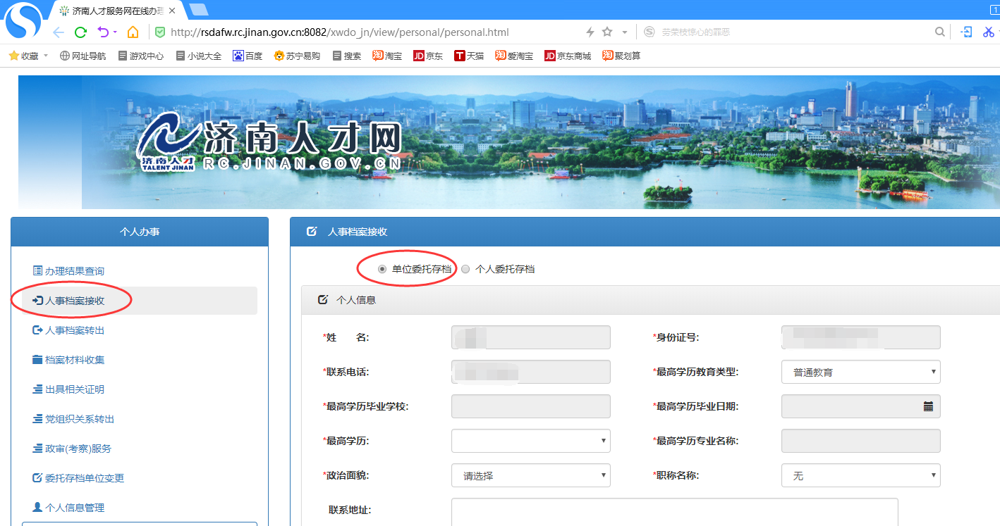 济南人才服务网在线办理
1
http://rsdafw.rc.jinan.gov.cn:8082/xwdo_jn/view/personal/personal.html
劳荣枝惊心的罪恶
收藏 网址导航 游戏中心 小说大全 百度 苏宁易购 搜索 淘宝 京东 天猫 爱淘宝 京东商城 聚划算
济南人才网
济南人才
TALENT JINAN
RC.JINAN.GOV.CN
个人办事
办理结果查询
人事档案接收
人事档案转出
档案材料收集
出具相关证明
党组织关系转出
政审(考察)服务
委托存档单位变更
个人信息管理
人事档案接收
单位委托存档 个人委托存档
个人信息
*姓 名: *身份证号:
*联系电话: *最高学历教育类型: 普通教育
*最高学历毕业学校: *最高学历毕业日期:
*最高学历: *最高学历专业名称:
*政治面貌: 请选择 *职称名称: 无
联系地址: